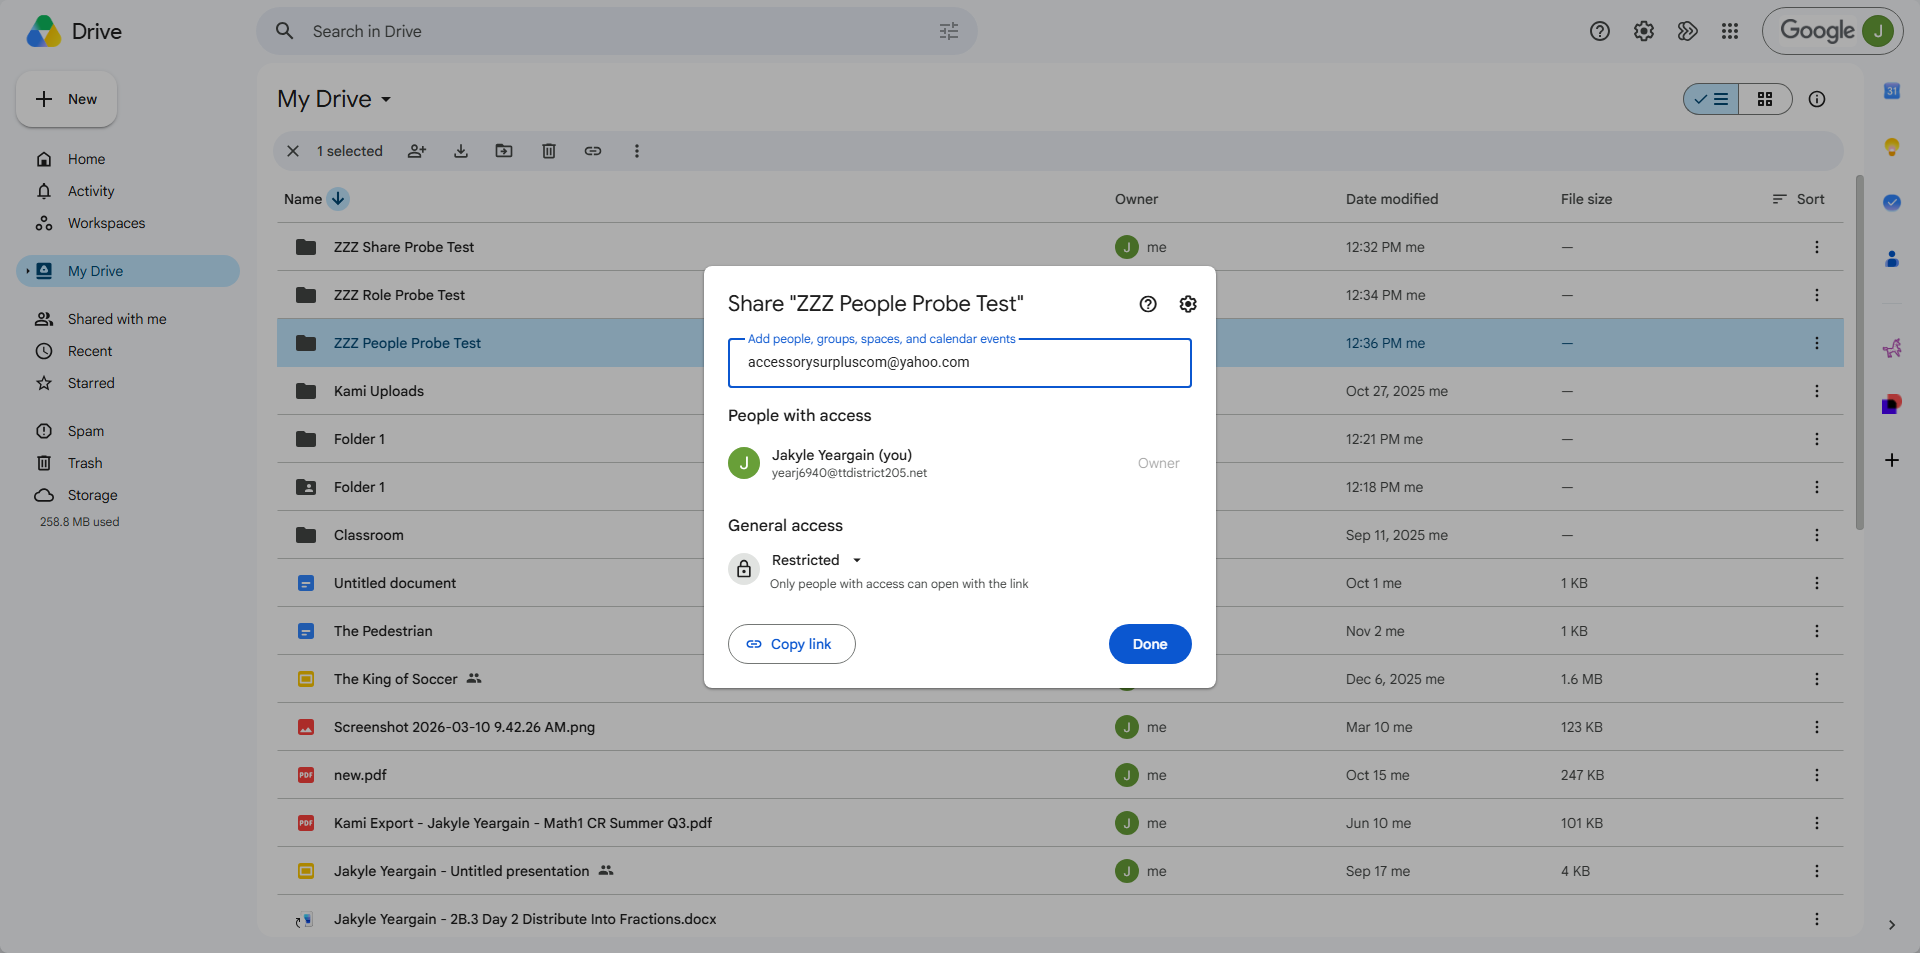 Drive
Search in Drive
Google J
New
My Drive
1 selected
Home
Activity
Workspaces
My Drive
Shared with me
Recent
Starred
Spam
Trash
Storage
258.8 MB used
Name Owner Date modified File size Sort
ZZZ Share Probe Test J me 12:32 PM me —
ZZZ Role Probe Test 12:34 PM me —
ZZZ People Probe Test 12:36 PM me —
Kami Uploads Oct 27, 2025 me —
Folder 1 12:21 PM me —
Folder 1 12:18 PM me —
Classroom Sep 11, 2025 me —
Untitled document Oct 1 me 1 KB
The Pedestrian Nov 2 me 1 KB
The King of Soccer Dec 6, 2025 me 1.6 MB
Screenshot 2026-03-10 9.42.26 AM.png J me Mar 10 me 123 KB
PDF new.pdf J me Oct 15 me 247 KB
PDF Kami Export - Jakyle Yeargain - Math1 CR Summer Q3.pdf J me Jun 10 me 101 KB
Jakyle Yeargain - Untitled presentation J me Sep 17 me 4 KB
Jakyle Yeargain - 2B.3 Day 2 Distribute Into Fractions.docx
Share "ZZZ People Probe Test"
Add people, groups, spaces, and calendar events
accessorysurpluscom@yahoo.com
People with access
J
Jakyle Yeargain (you)
yearj6940@ttdistrict205.net
Owner
General access
Restricted
Only people with access can open with the link
Copy link
Done
31